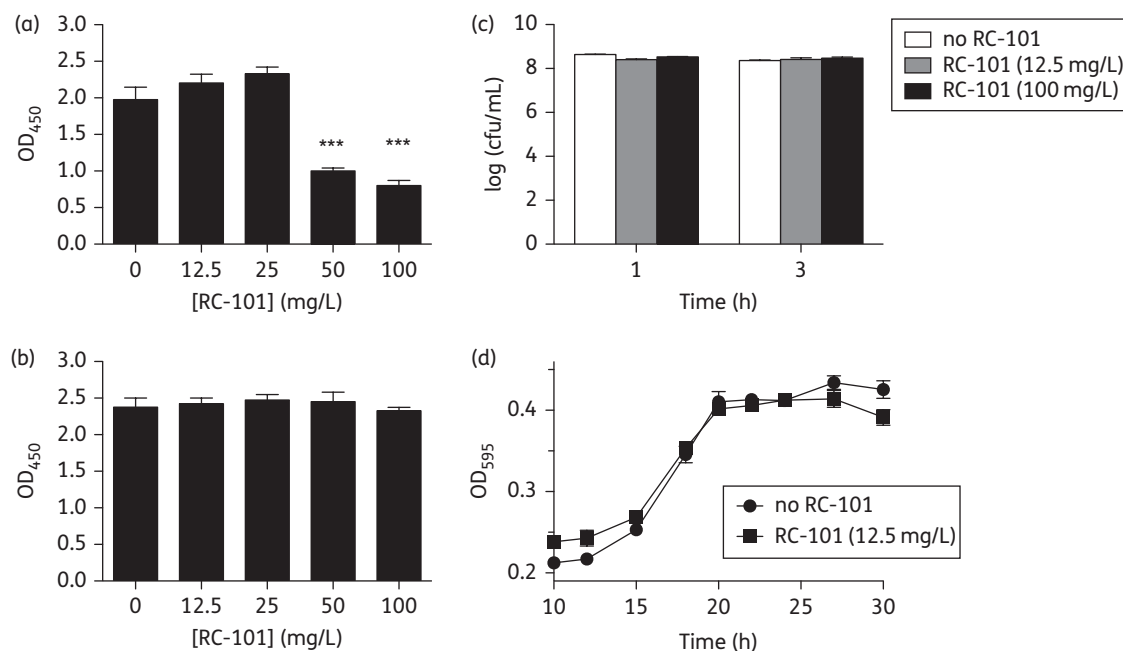 (a)
3.0
2.5
2.0
1.5
1.0
0.5
0.0
OD450
***
***
0 12.5 25 50 100
[RC-101] (mg/L)
(c)
10
8
6
4
2
0
log (cfu/mL)
1 3
Time (h)
no RC-101
RC-101 (12.5 mg/L)
RC-101 (100 mg/L)
(b)
3.0
2.5
2.0
1.5
1.0
0.5
0.0
OD450
0 12.5 25 50 100
[RC-101] (mg/L)
(d)
0.4
0.3
0.2
OD595
10 15 20 25 30
Time (h)
no RC-101
RC-101 (12.5 mg/L)